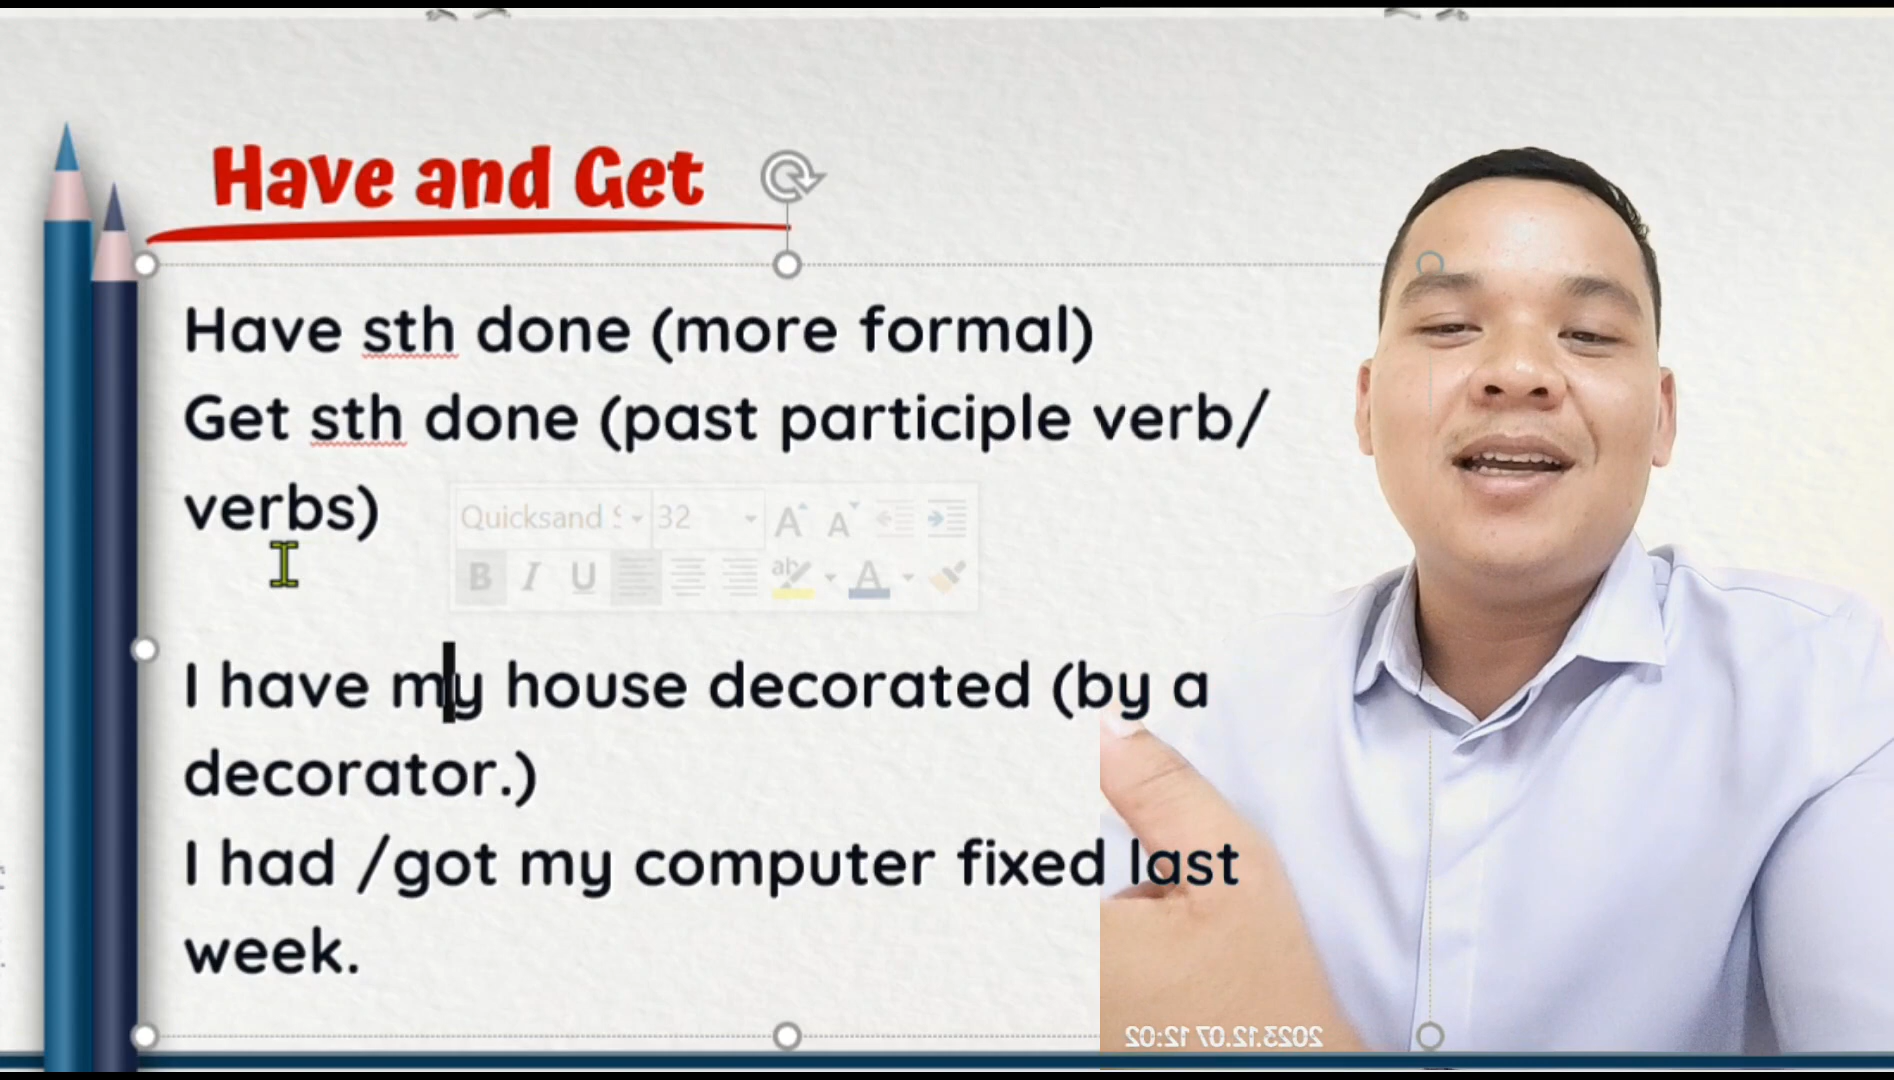 Have and Get
Have sth done (more formal)
Get sth done (past participle verb/
verbs)
Quicksand S 32
B I U ab A
I have my house decorated (by a
decorator.)
I had /got my computer fixed last
week.
2023.12.07 12:02